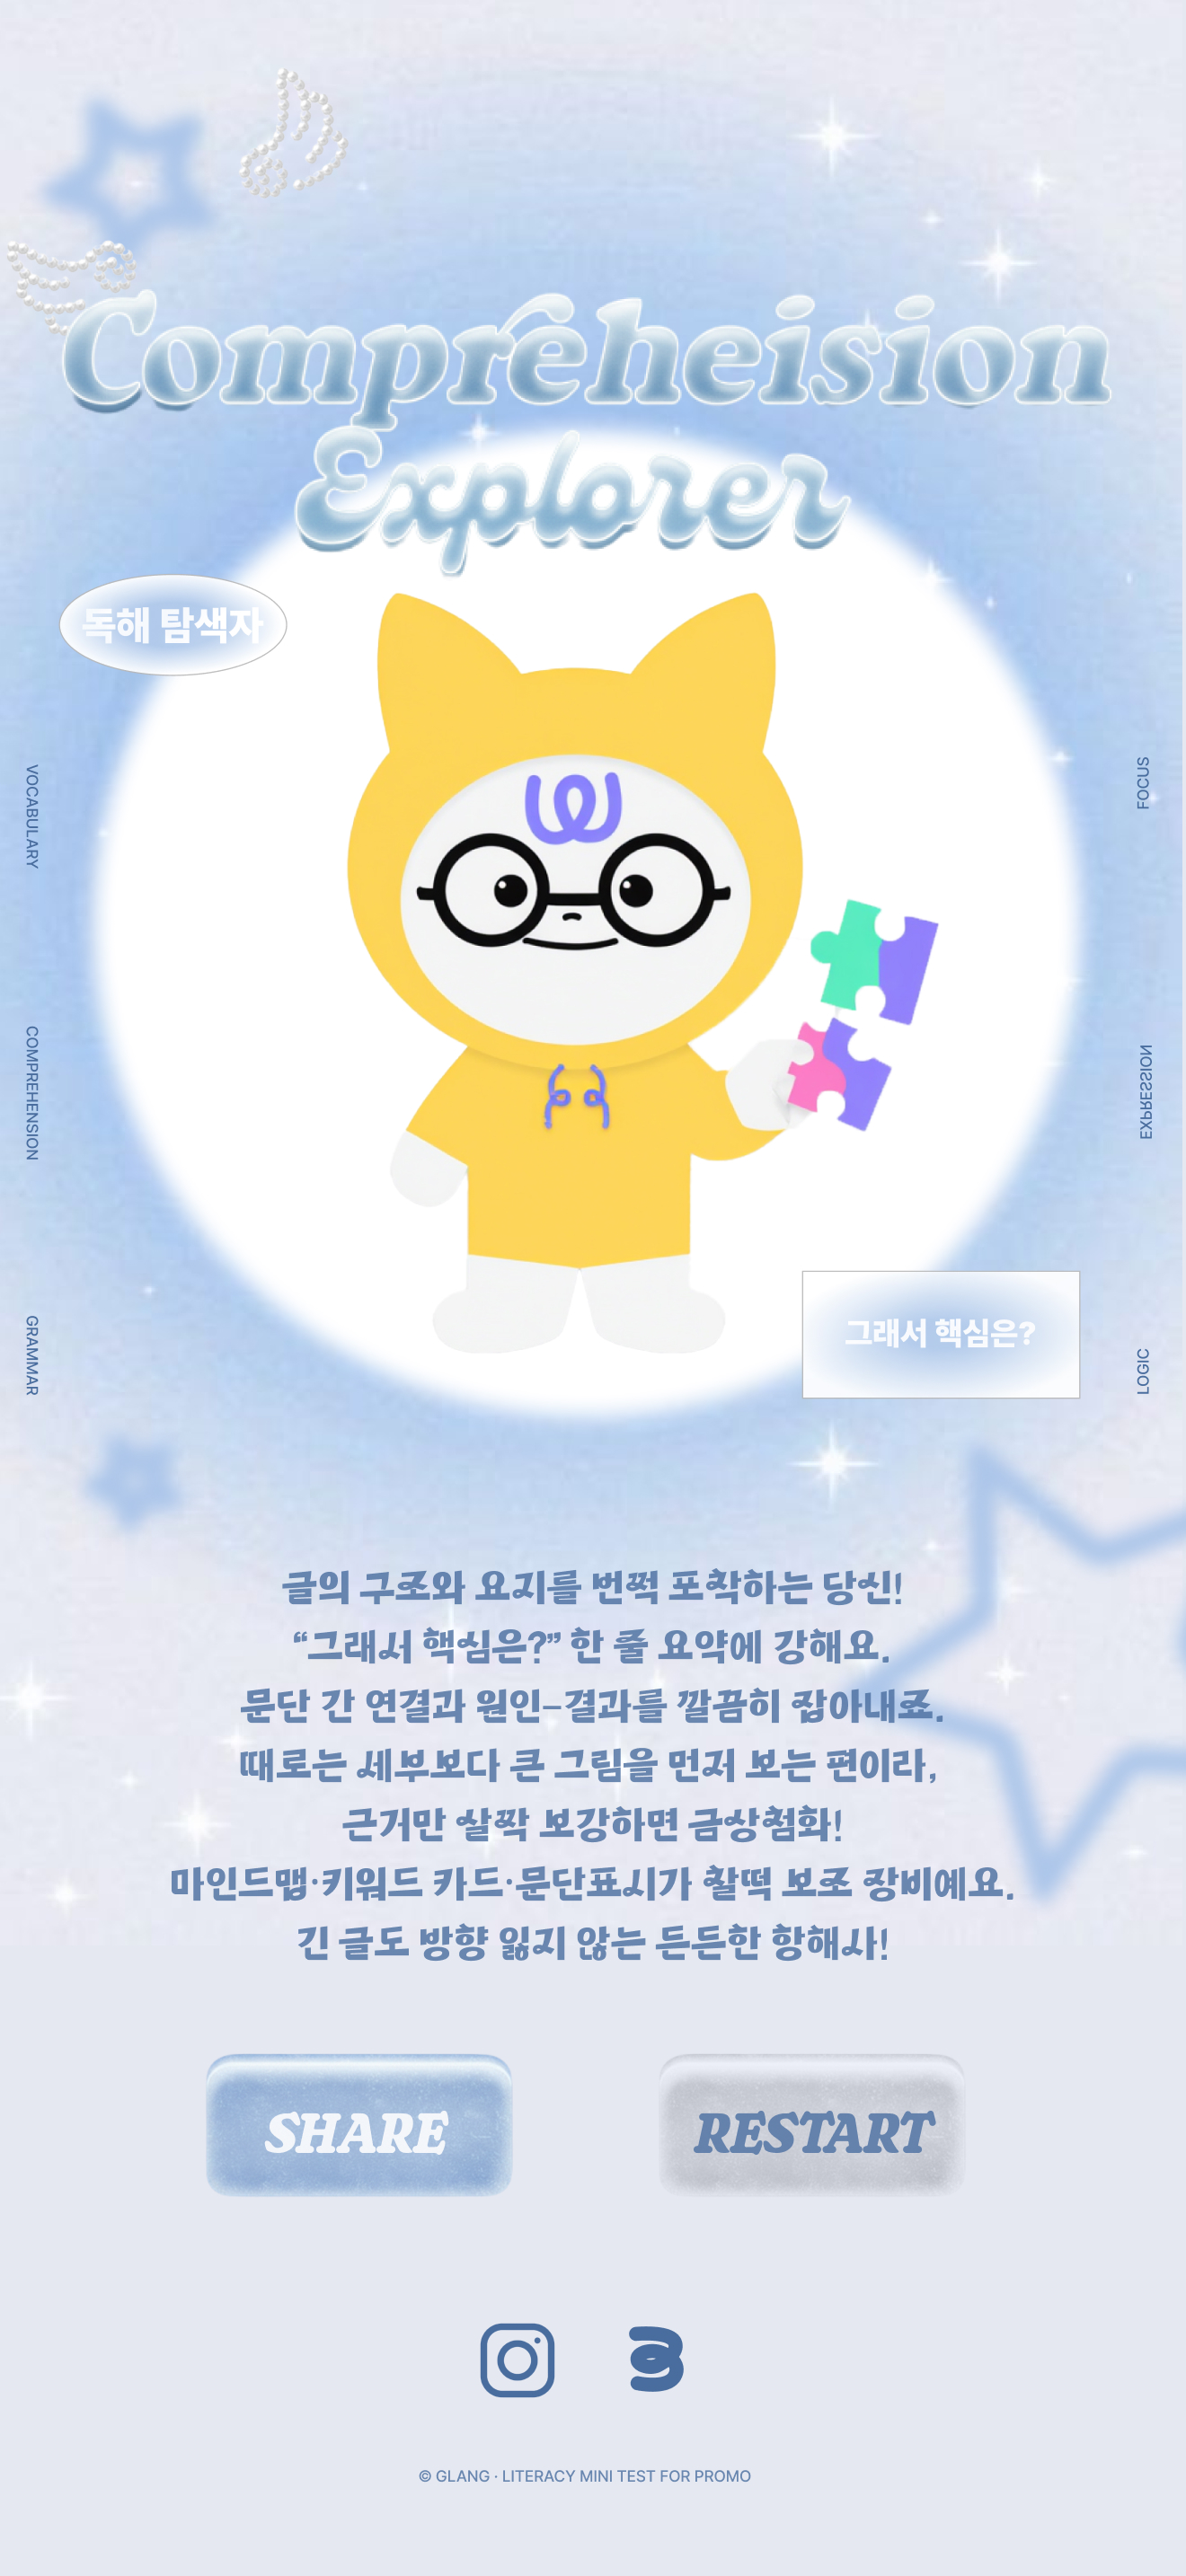 Compreheision
Explorer
독해 탐색자
VOCABULARY
FOCUS
COMPREHENSION
EXPRESSION
GRAMMAR
그래서 핵심은?
LOGIC
글의 구조와 요지를 번쩍 포착하는 당신!
“그래서 핵심은?” 한 줄 요약에 강해요.
문단 간 연결과 원인–결과를 깔끔히 잡아내죠.
때로는 세부보다 큰 그림을 먼저 보는 편이라,
근거만 살짝 보강하면 금상첨화!
마인드맵·키워드 카드·문단표시가 찰떡 보조 장비예요.
긴 글도 방향 잃지 않는 든든한 항해사!
SHARE
RESTART
© GLANG · LITERACY MINI TEST FOR PROMO